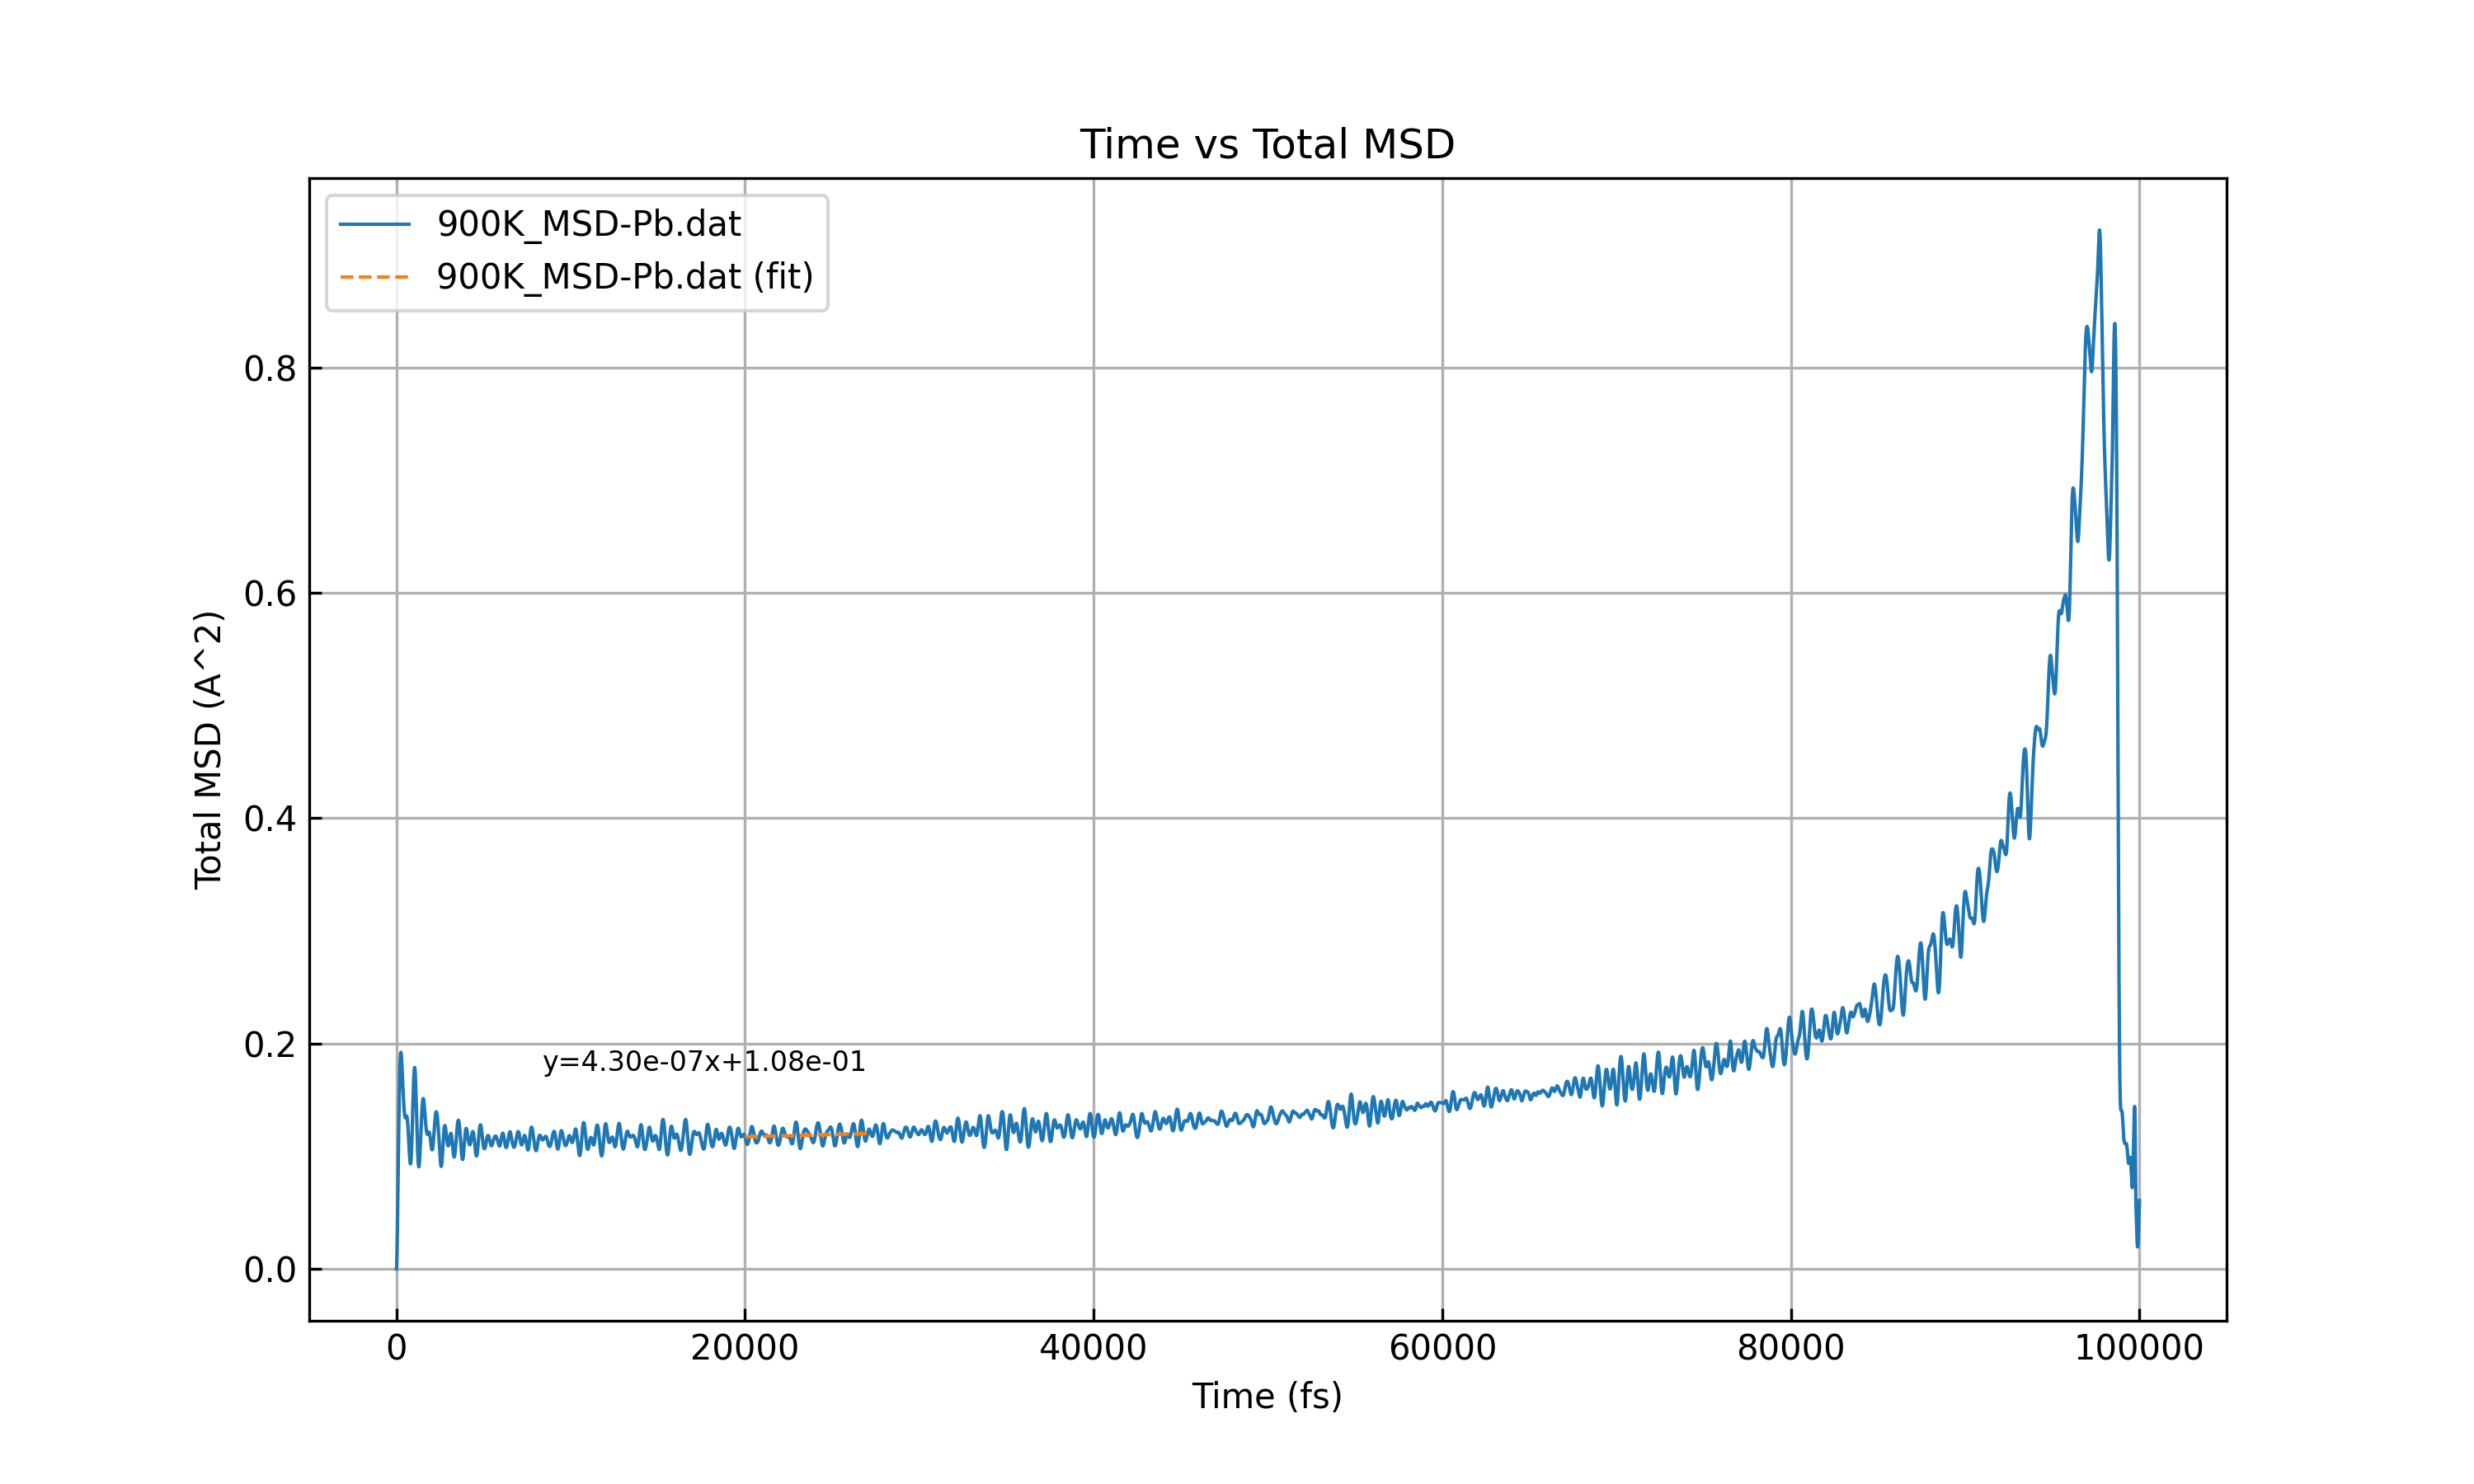 Time vs Total MSD
900K_MSD-Pb.dat
900K_MSD-Pb.dat (fit)
0.8
0.6
0.4
0.2
0.0
Total MSD (A^2)
y=4.30e-07x+1.08e-01
0 20000 40000 60000 80000 100000
Time (fs)